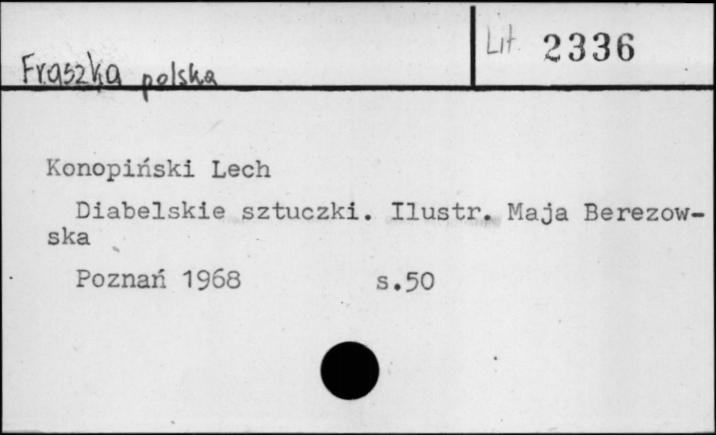 Fraszka polska
Lit. 2336
Konopiński Lech
Diabelskie sztuczki. Ilustr. Maja Berezow-
ska
Poznań 1968 s.50